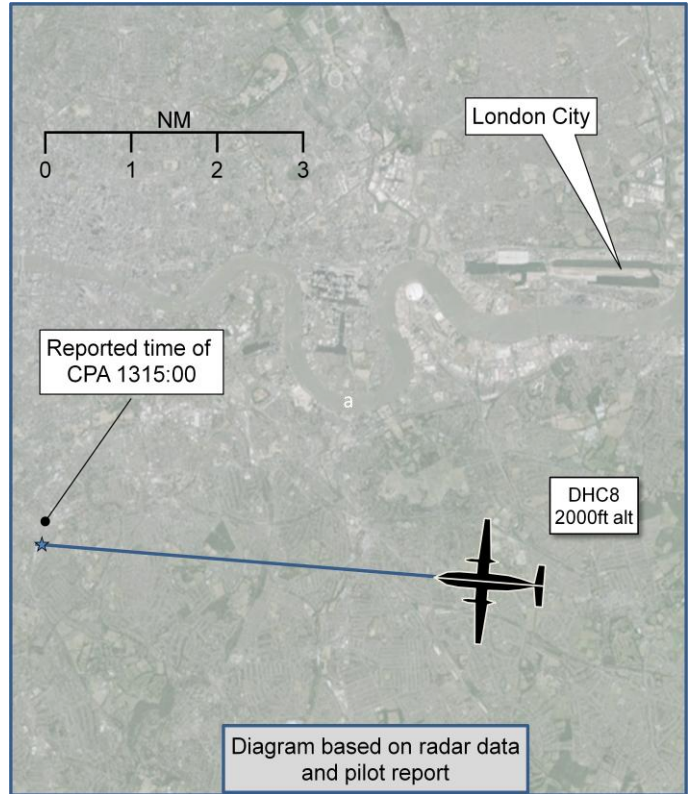 NM
0 1 2 3
London City
Reported time of
CPA 1315:00
a
DHC8
2000ft alt
Diagram based on radar data
and pilot report